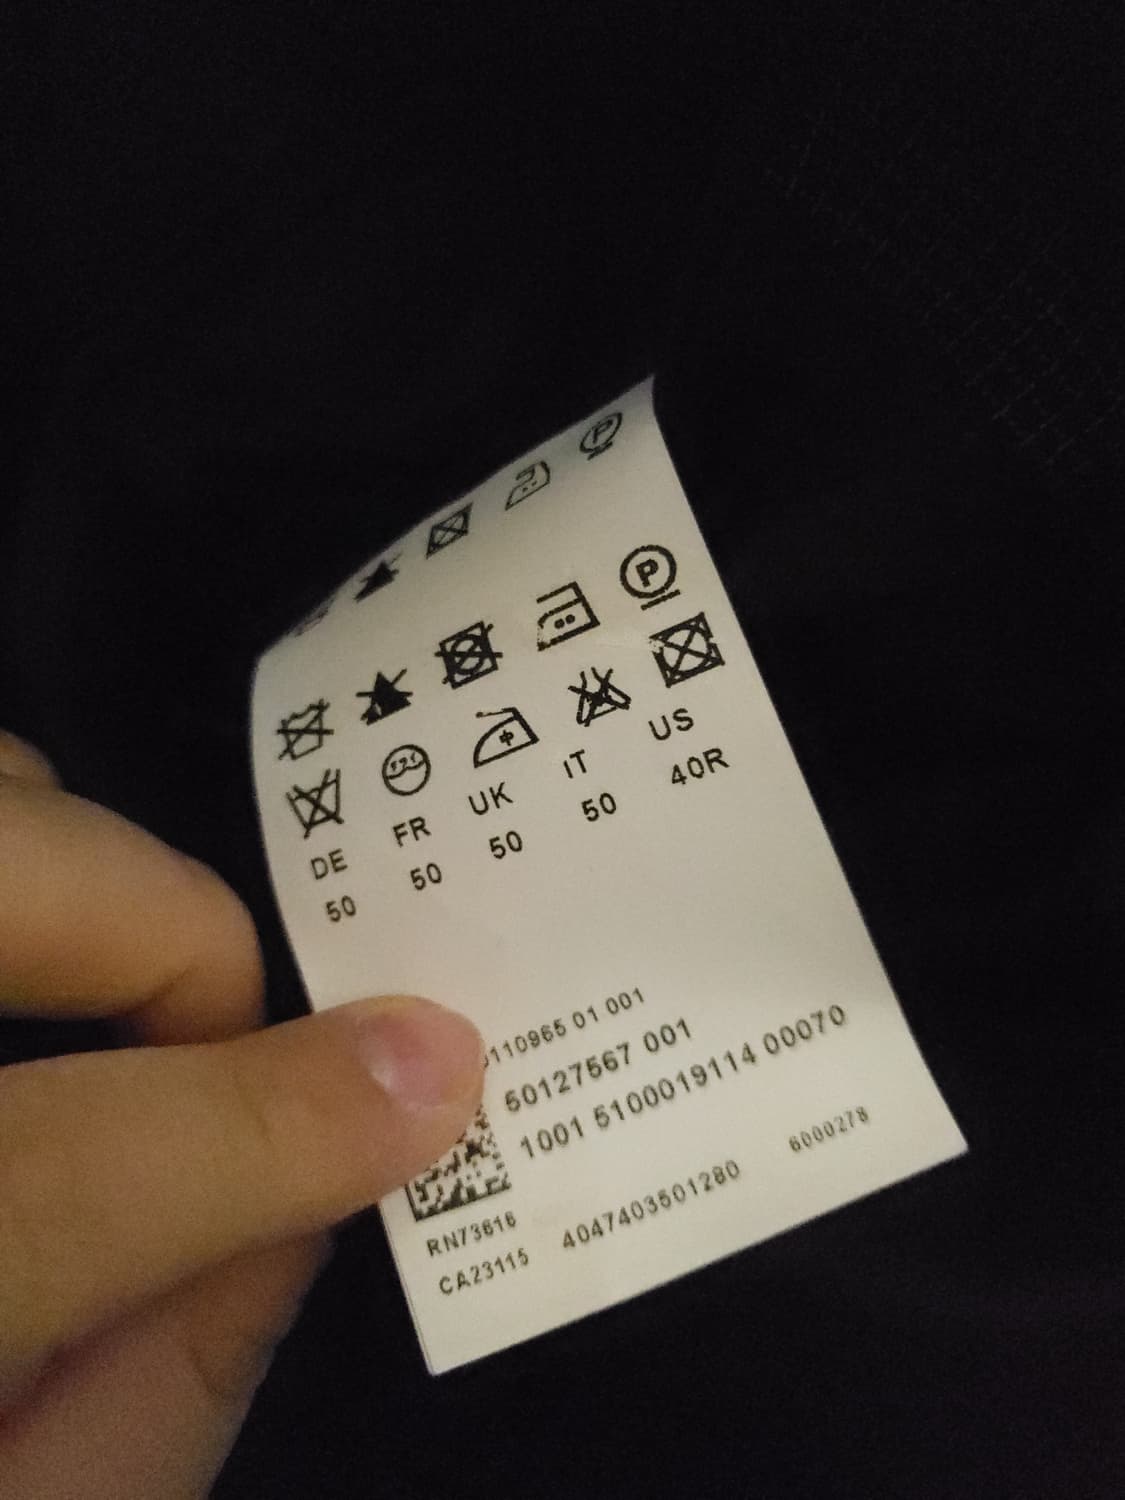 P
P
DE FR UK IT US
50 50 50 50 40R
110965 01 001
50127567 001
1001 5100019114 00070
RN73616
CA23115 4047403501280 6000278